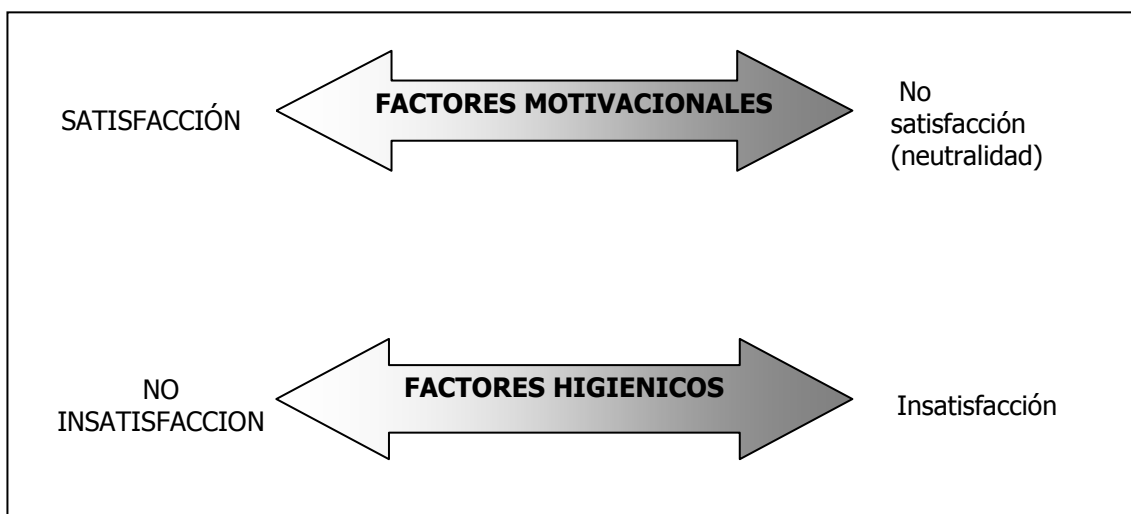 SATISFACCIÓN
FACTORES MOTIVACIONALES
No
satisfacción
(neutralidad)
NO
INSATISFACCION
FACTORES HIGIENICOS
Insatisfacción